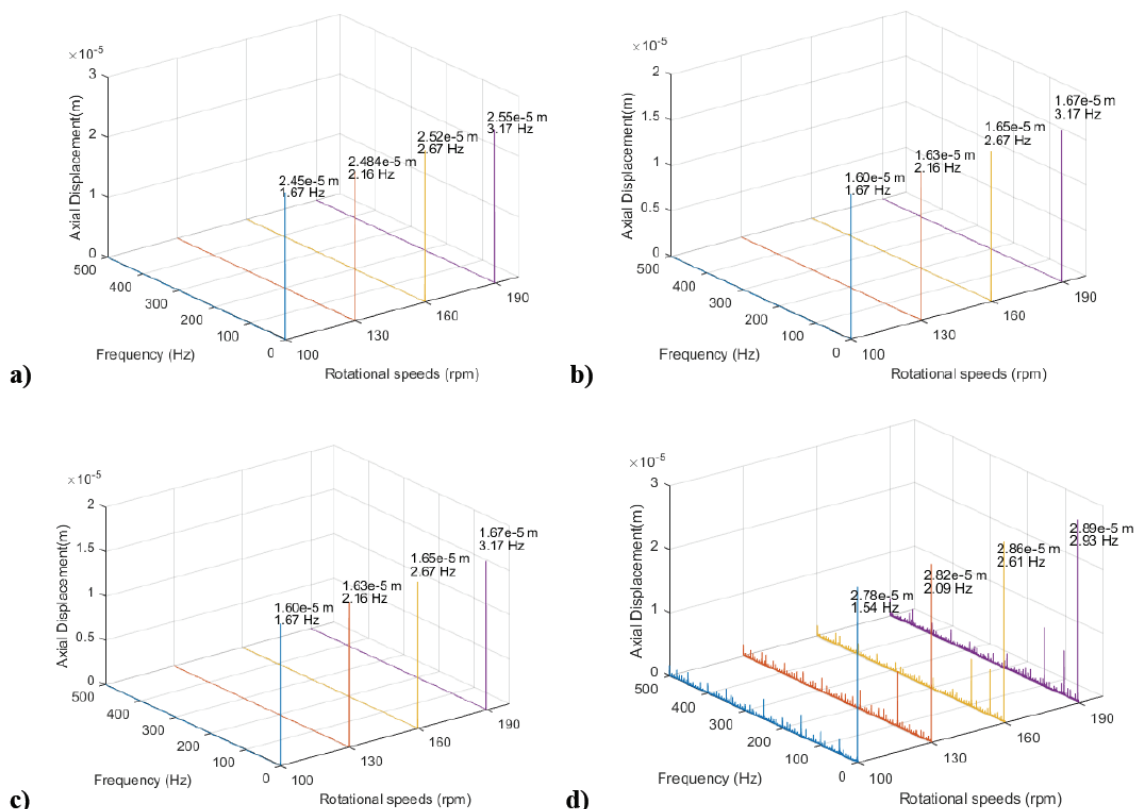 ×10⁻⁵
3
2
1
0
Axial Displacement(m)
2.55e-5 m
3.17 Hz
2.52e-5 m
2.67 Hz
2.484e-5 m
2.16 Hz
2.45e-5 m
1.67 Hz
500
400
300
200
100
0
Frequency (Hz)
100
130
160
190
Rotational speeds (rpm)
a)
×10⁻⁵
2
1.5
1
0.5
0
Axial Displacement(m)
1.67e-5 m
3.17 Hz
1.65e-5 m
2.67 Hz
1.63e-5 m
2.16 Hz
1.60e-5 m
1.67 Hz
500
400
300
200
100
0
Frequency (Hz)
100
130
160
190
Rotational speeds (rpm)
b)
×10⁻⁵
2
1.5
1
0.5
0
Axial Displacement(m)
1.67e-5 m
3.17 Hz
1.65e-5 m
2.67 Hz
1.63e-5 m
2.16 Hz
1.60e-5 m
1.67 Hz
500
400
300
200
100
0
Frequency (Hz)
100
130
160
190
Rotational speeds (rpm)
c)
×10⁻⁵
3
2
1
0
Axial Displacement(m)
2.89e-5 m
2.93 Hz
2.86e-5 m
2.61 Hz
2.82e-5 m
2.09 Hz
2.78e-5 m
1.54 Hz
500
400
300
200
100
0
Frequency (Hz)
100
130
160
190
Rotational speeds (rpm)
d)